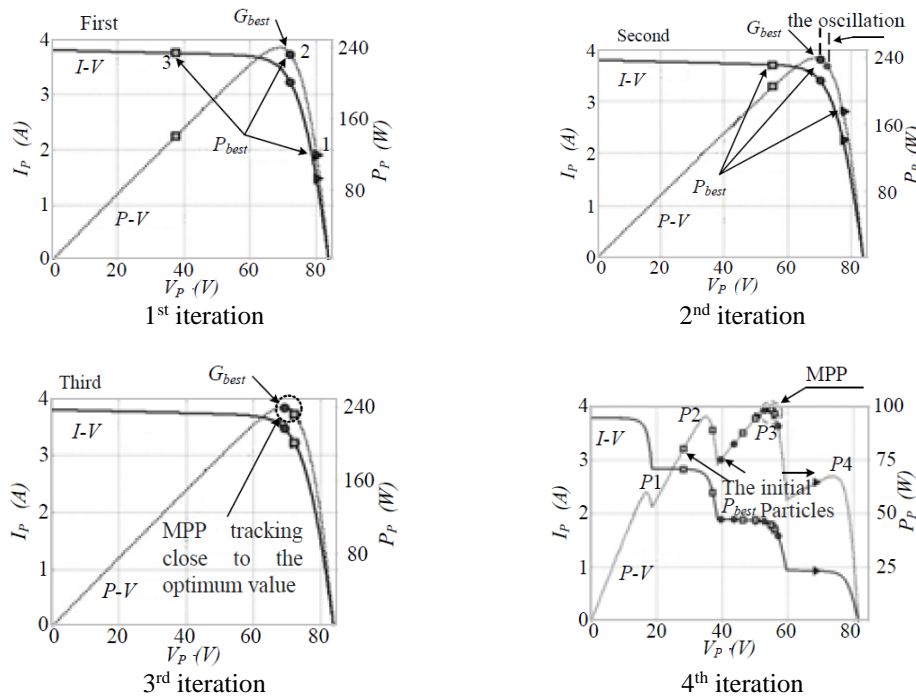 First
G_best
4
3
2
1
0
I_P (A)
I-V
3
2
1
P_best
P-V
240
160
80
P_P (W)
0 20 40 60 80
V_P (V)
1st iteration
Second
G_best
the oscillation
4
3
2
1
0
I_P (A)
I-V
P_best
P-V
240
160
80
P_P (W)
0 20 40 60 80
V_P (V)
2nd iteration
Third
G_best
4
3
2
1
0
I_P (A)
I-V
MPP tracking
close to the
optimum value
P-V
240
160
80
P_P (W)
0 20 40 60 80
V_P (V)
3rd iteration
MPP
4
3
2
1
0
I_P (A)
I-V
P1
P2
P3
P4
The initial
P_best Particles
P-V
100
75
50
25
P_P (W)
0 20 40 60 80
V_P (V)
4th iteration